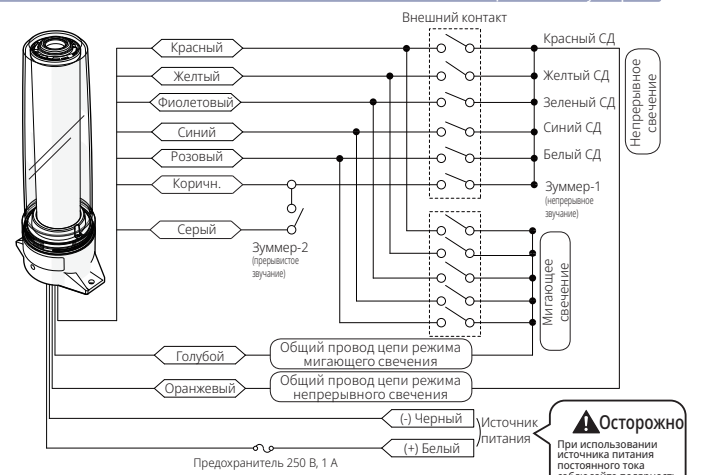 Внешний контакт
Красный
Красный СД
Желтый
Желтый СД
Фиолетовый
Зеленый СД
Синий
Синий СД
Розовый
Белый СД
Непрерывное
свечение
Коричн.
Зуммер-1
(непрерывное
звучание)
Серый
Зуммер-2
(прерывистое
звучание)
Мигающее
свечение
Голубой
Общий провод цепи режима
мигающего свечения
Оранжевый
Общий провод цепи режима
непрерывного свечения
(-) Черный
Источник
питания
(+) Белый
Предохранитель 250 В, 1 А
Осторожно
При использовании
источника питания
постоянного тока